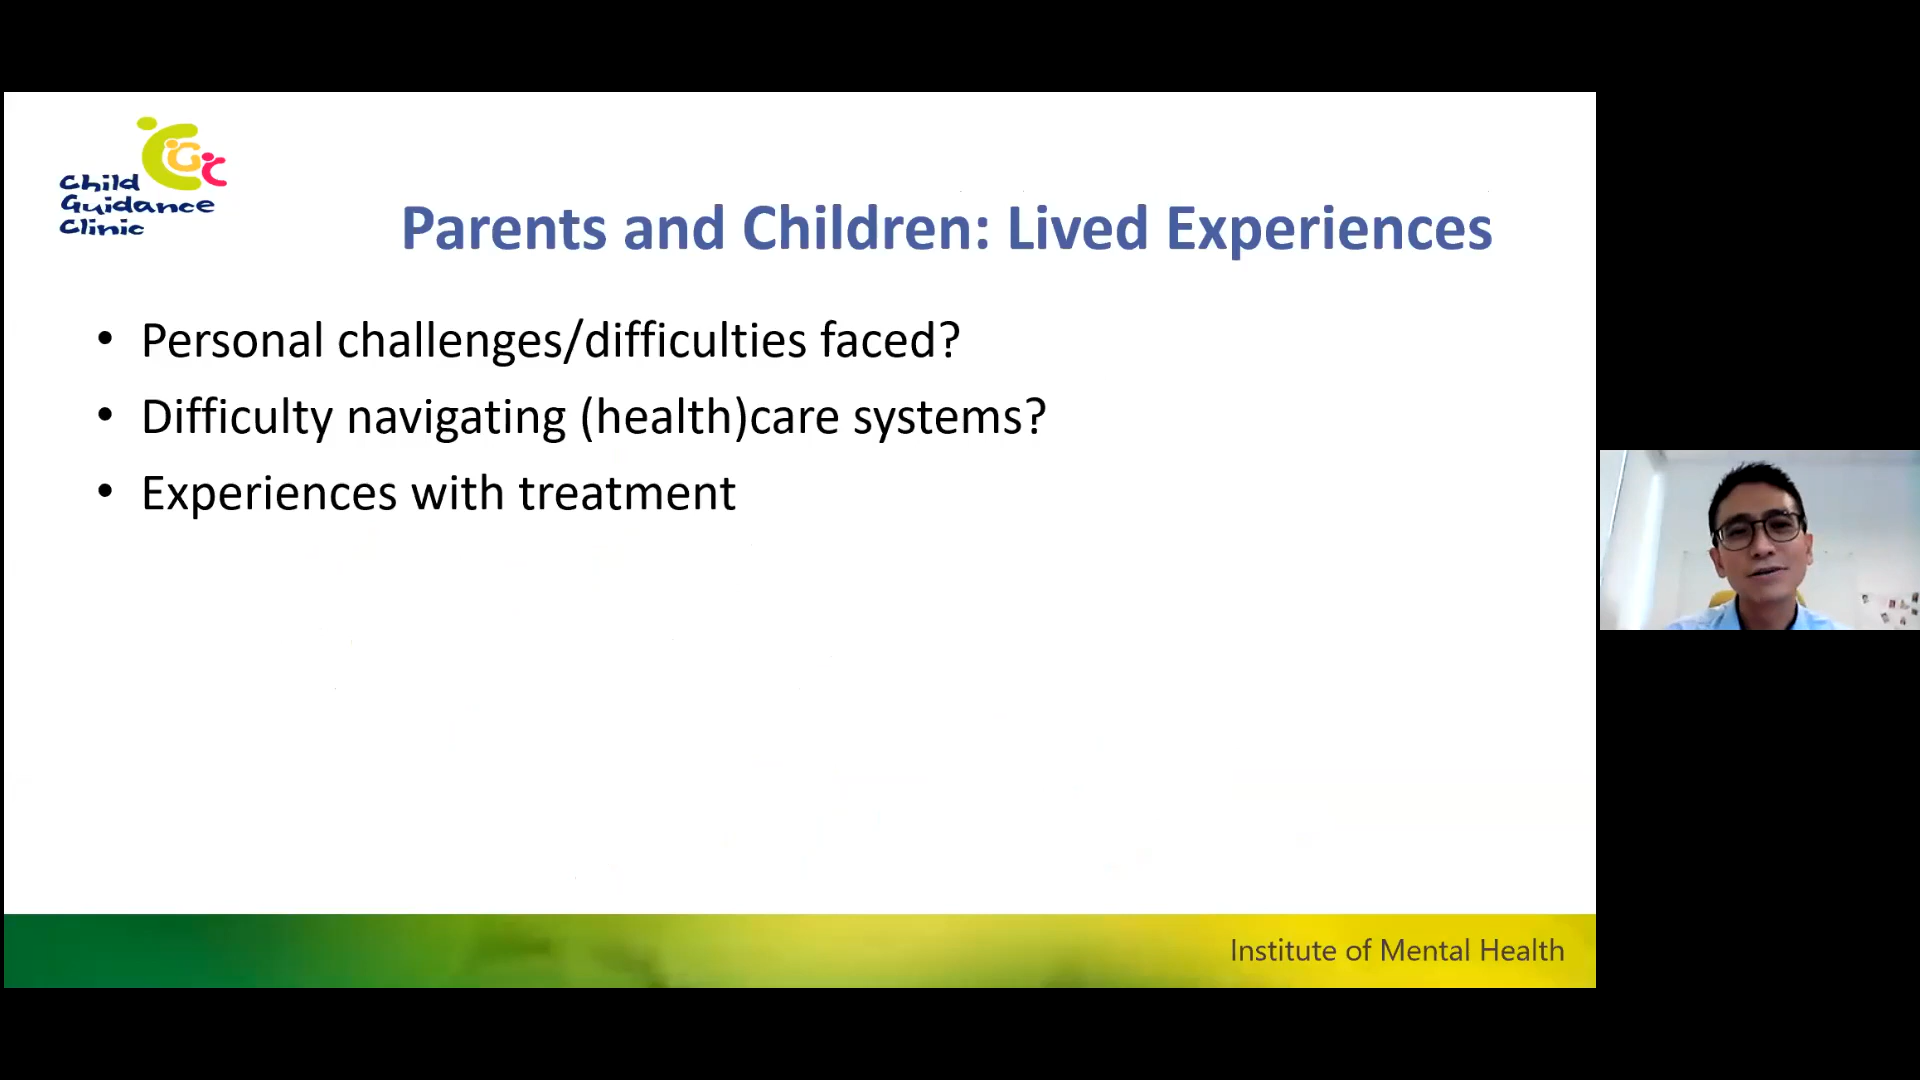 CGC
Child
Guidance
Clinic
Parents and Children: Lived Experiences
• Personal challenges/difficulties faced?
• Difficulty navigating (health)care systems?
• Experiences with treatment
Institute of Mental Health